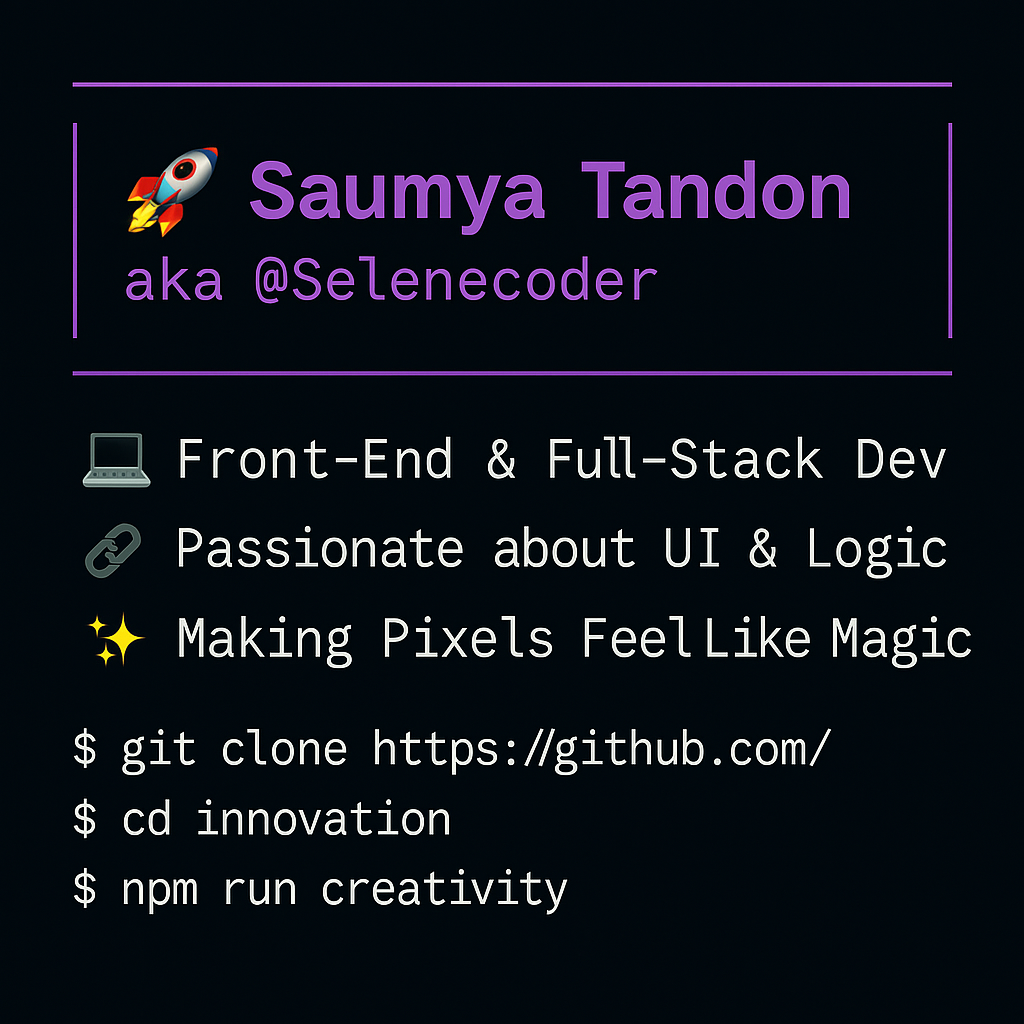 🚀 Saumya Tandon
aka @Selenecoder
💻 Front-End & Full-Stack Dev
🔗 Passionate about UI & Logic
✨ Making Pixels Feel Like Magic
$ git clone https://github.com/
$ cd innovation
$ npm run creativity